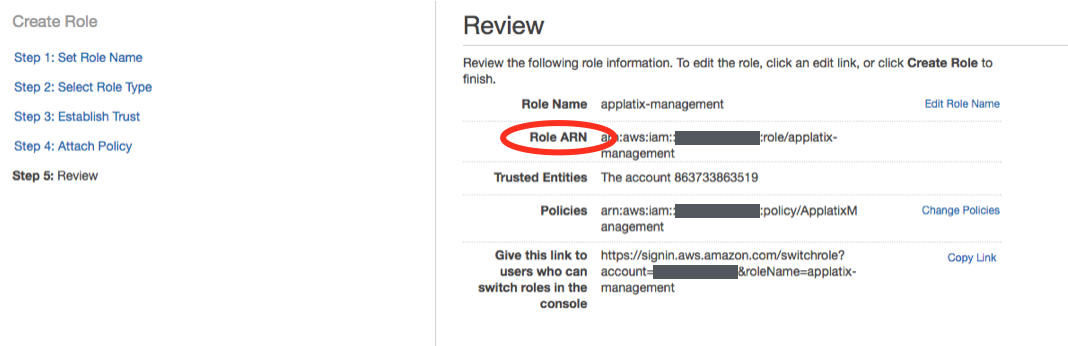 Create Role
Step 1: Set Role Name
Step 2: Select Role Type
Step 3: Establish Trust
Step 4: Attach Policy
Step 5: Review
Review
Review the following role information. To edit the role, click an edit link, or click Create Role to
finish.
Role Name applatix-management Edit Role Name
Role ARN arn:aws:iam:: :role/applatix-
management
Trusted Entities The account 863733863519
Policies arn:aws:iam:: :policy/ApplatixM Change Policies
anagement
Give this link to https://signin.aws.amazon.com/switchrole? Copy Link
users who can account= &roleName=applatix-
switch roles in the management
console